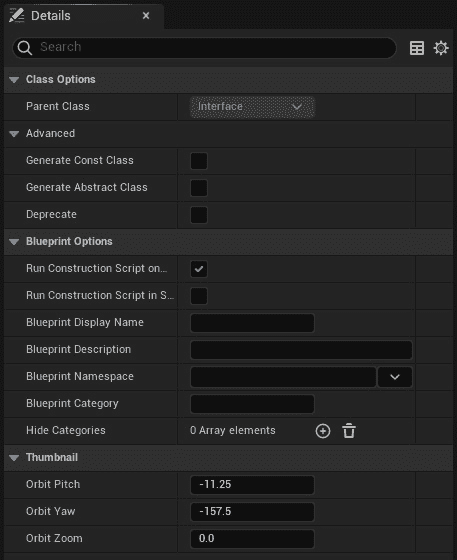 Details
Search
Class Options
Parent Class Interface
Advanced
Generate Const Class
Generate Abstract Class
Deprecate
Blueprint Options
Run Construction Script on...
Run Construction Script in S...
Blueprint Display Name
Blueprint Description
Blueprint Namespace
Blueprint Category
Hide Categories 0 Array elements
Thumbnail
Orbit Pitch -11.25
Orbit Yaw -157.5
Orbit Zoom 0.0